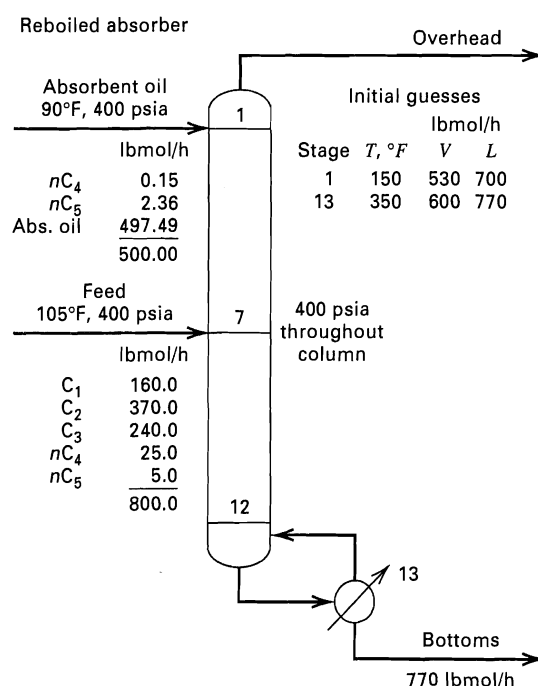 Reboiled absorber
Overhead
Absorbent oil
90°F, 400 psia
1
Initial guesses
lbmol/h
lbmol/h
Stage T, °F V L
1 150 530 700
13 350 600 770
nC4 0.15
nC5 2.36
Abs. oil 497.49
500.00
Feed
105°F, 400 psia
7
400 psia
throughout
column
lbmol/h
C1 160.0
C2 370.0
C3 240.0
nC4 25.0
nC5 5.0
800.0
12
13
Bottoms
770 lbmol/h